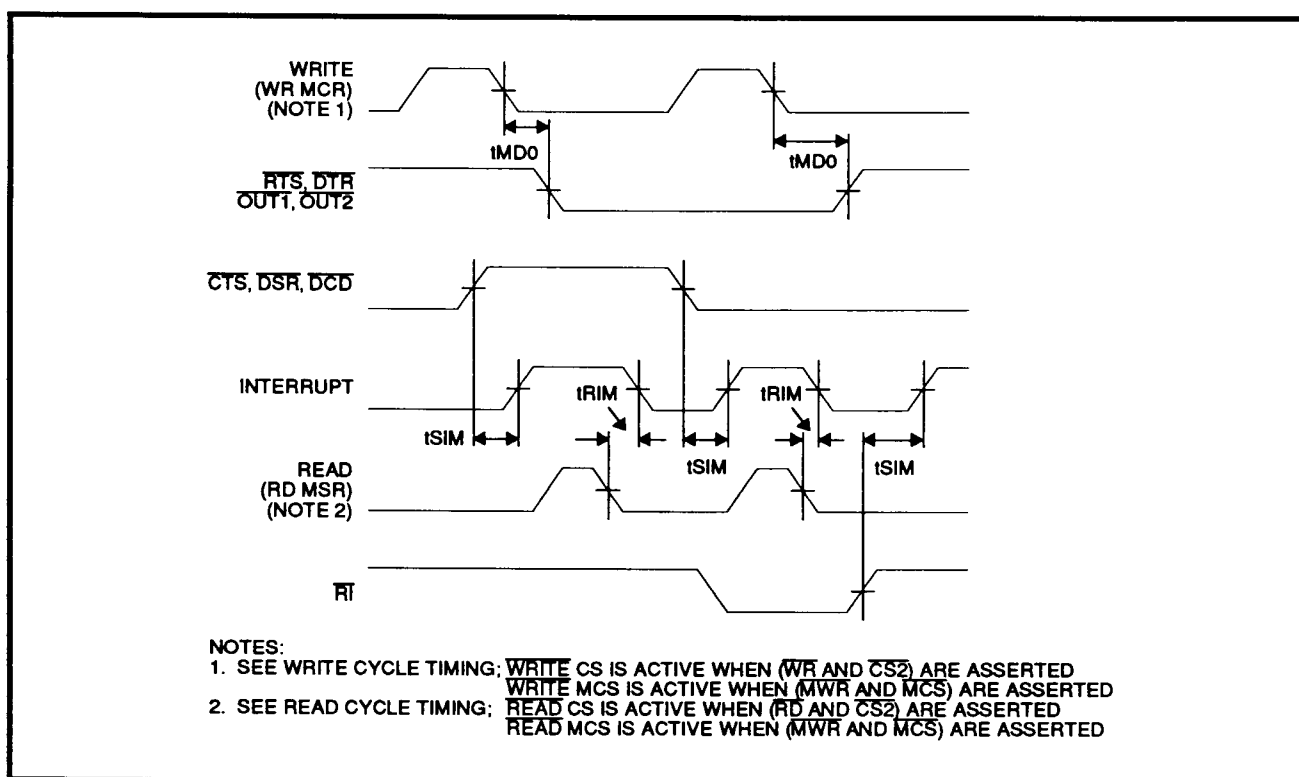 WRITE
(WR MCR)
(NOTE 1)
tMD0
tMD0
RTS, DTR
OUT1, OUT2
CTS, DSR, DCD
INTERRUPT
tRIM
tRIM
tSIM
tSIM
tSIM
READ
(RD MSR)
(NOTE 2)
RI
NOTES:
1. SEE WRITE CYCLE TIMING; WRITE CS IS ACTIVE WHEN (WR AND CS2) ARE ASSERTED
WRITE MCS IS ACTIVE WHEN (MWR AND MCS) ARE ASSERTED
2. SEE READ CYCLE TIMING; READ CS IS ACTIVE WHEN (RD AND CS2) ARE ASSERTED
READ MCS IS ACTIVE WHEN (MWR AND MCS) ARE ASSERTED